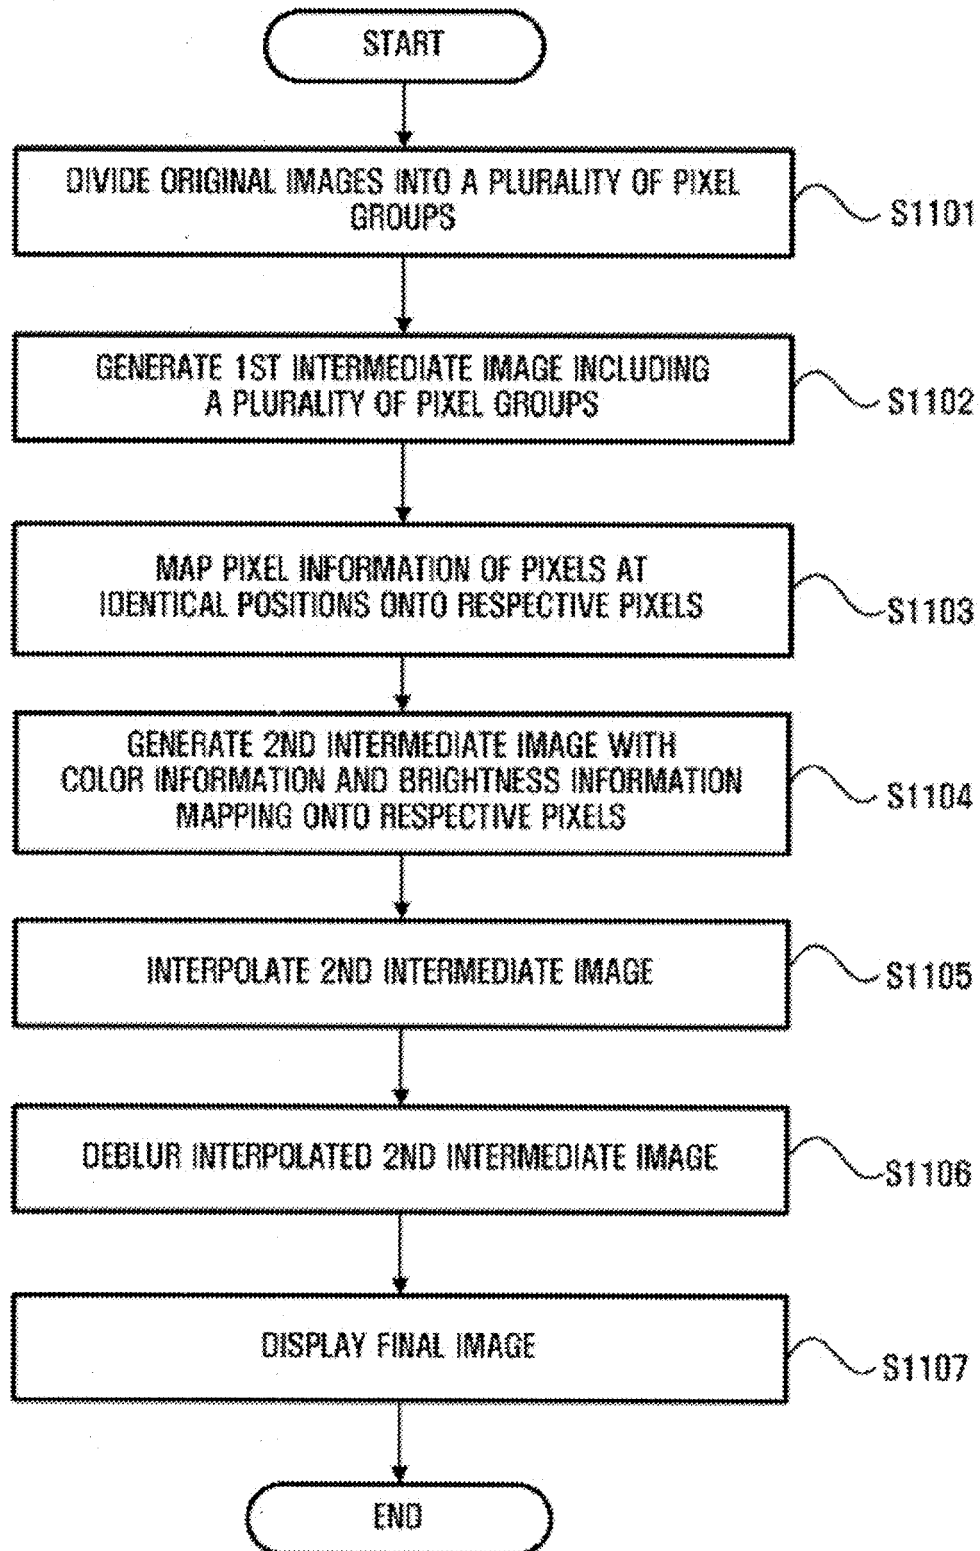 START
DIVIDE ORIGINAL IMAGES INTO A PLURALITY OF PIXEL
GROUPS
S1101
GENERATE 1ST INTERMEDIATE IMAGE INCLUDING
A PLURALITY OF PIXEL GROUPS
S1102
MAP PIXEL INFORMATION OF PIXELS AT
IDENTICAL POSITIONS ONTO RESPECTIVE PIXELS
S1103
GENERATE 2ND INTERMEDIATE IMAGE WITH
COLOR INFORMATION AND BRIGHTNESS INFORMATION
MAPPING ONTO RESPECTIVE PIXELS
S1104
INTERPOLATE 2ND INTERMEDIATE IMAGE
S1105
DEBLUR INTERPOLATED 2ND INTERMEDIATE IMAGE
S1106
DISPLAY FINAL IMAGE
S1107
END